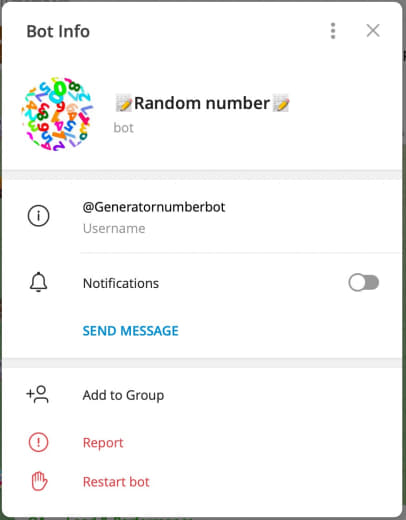 Bot Info
📝Random number📝
bot
@Generatornumberbot
Username
Notifications
SEND MESSAGE
Add to Group
Report
Restart bot